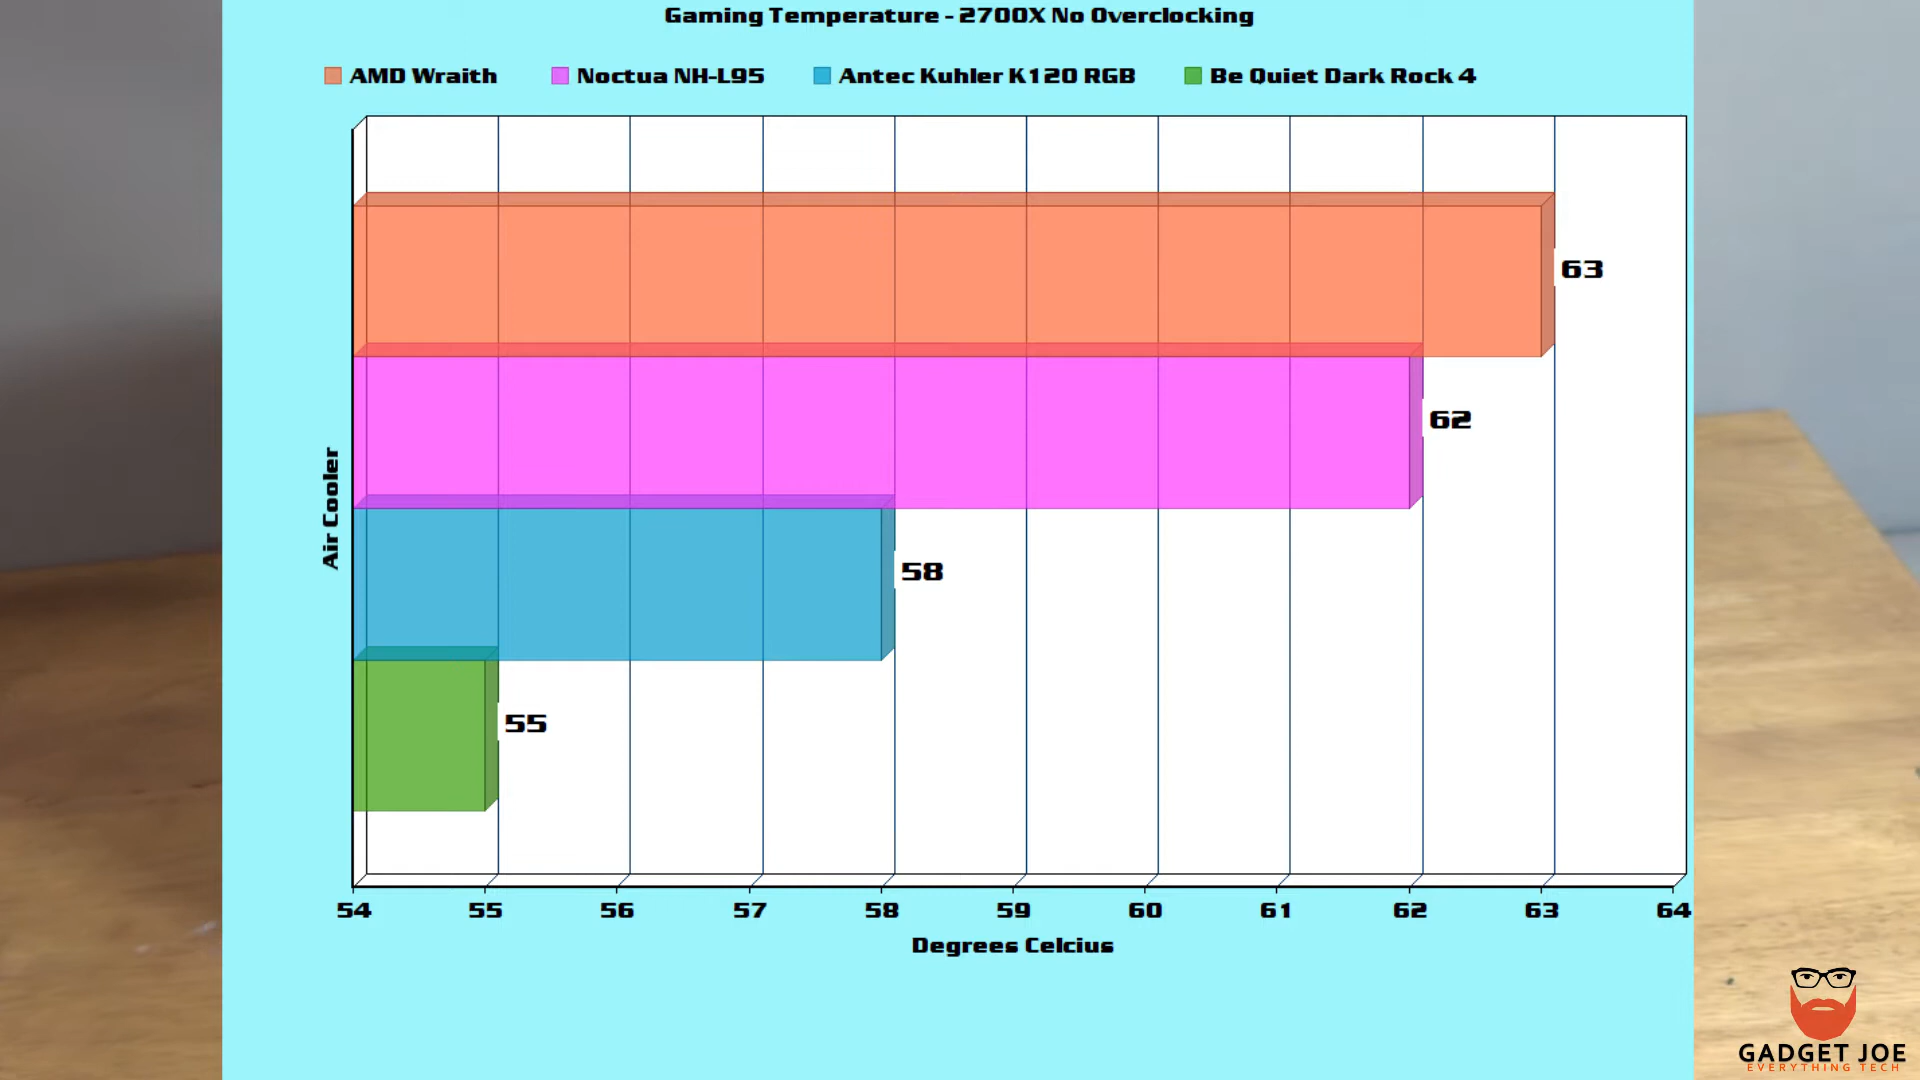 Gaming Temperature - 2700X No Overclocking
AMD Wraith Noctua NH-L95 Antec Kuhler K120 RGB Be Quiet Dark Rock 4
63
62
58
55
Air Cooler
54 55 56 57 58 59 60 61 62 63 64
Degrees Celcius
GADGET JOE
EVERYTHING TECH